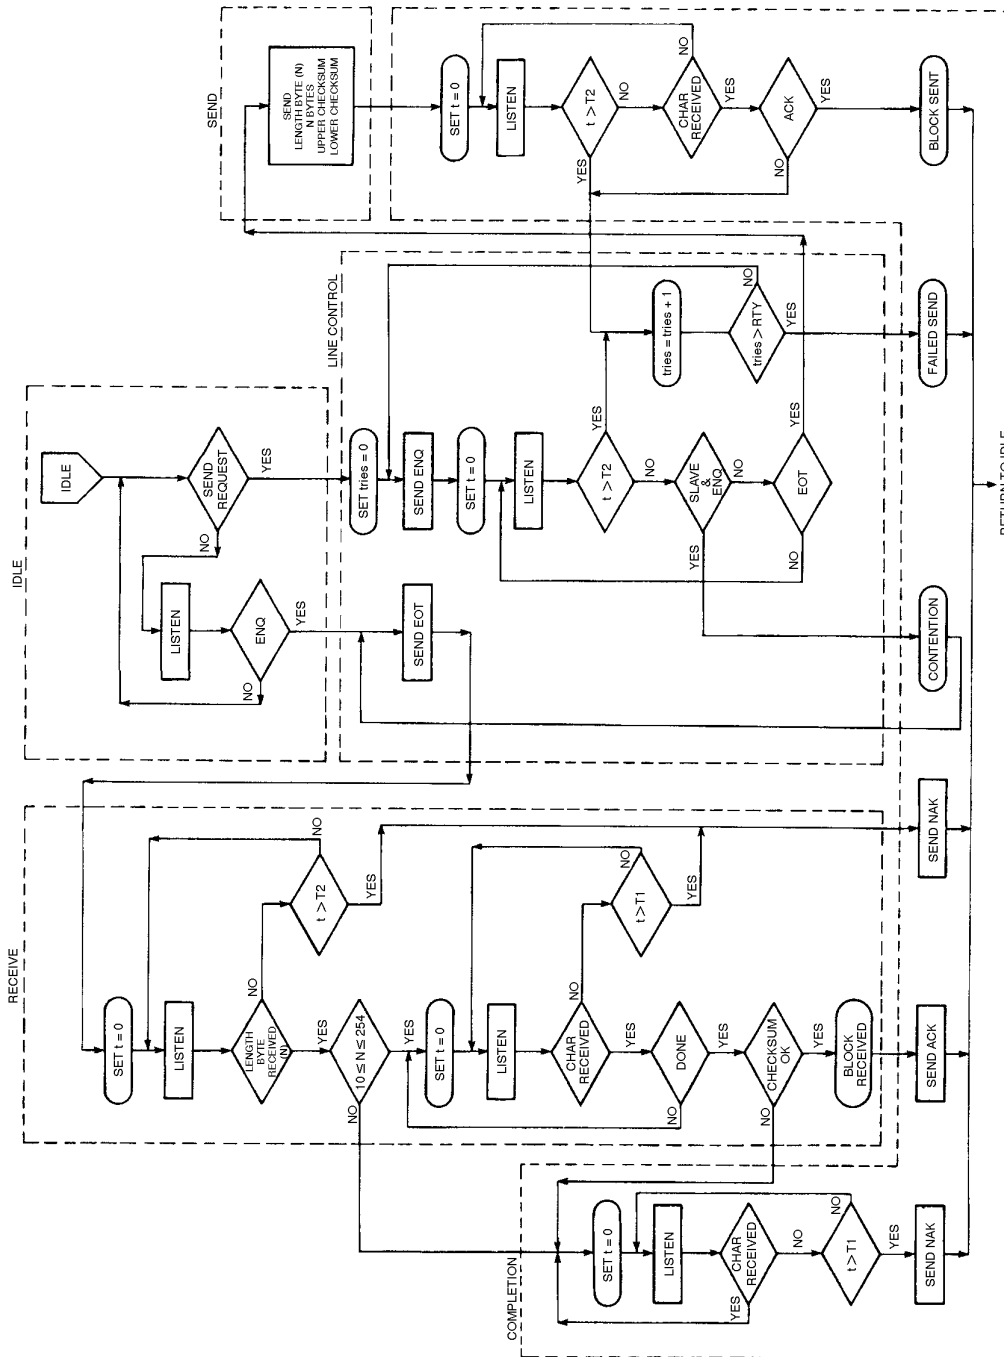 IDLE
IDLE
SEND
REQUEST
NO
YES
LISTEN
ENQ
NO
YES
SEND
SEND
LENGTH BYTE (N)
N BYTES
UPPER CHECKSUM
LOWER CHECKSUM
LINE CONTROL
SET tries = 0
SEND ENQ
SET t = 0
LISTEN
t > T2
YES
NO
SLAVE
&
ENQ
YES
NO
EOT
NO
YES
tries = tries + 1
tries > RTY
NO
YES
SEND EOT
RECEIVE
SET t = 0
LISTEN
LENGTH
BYTE
RECEIVED
(N)
NO
YES
t > T2
NO
YES
10 ≤ N ≤ 254
NO
YES
SET t = 0
LISTEN
CHAR
RECEIVED
NO
YES
t > T1
NO
YES
DONE
NO
YES
CHECKSUM
OK
NO
YES
BLOCK
RECEIVED
COMPLETION
SET t = 0
LISTEN
CHAR
RECEIVED
YES
NO
t > T1
NO
YES
SEND NAK
SEND ACK
SEND NAK
CONTENTION
FAILED SEND
SET t = 0
LISTEN
t > T2
YES
NO
CHAR
RECEIVED
NO
YES
ACK
NO
YES
BLOCK SENT
RETURN TO IDLE